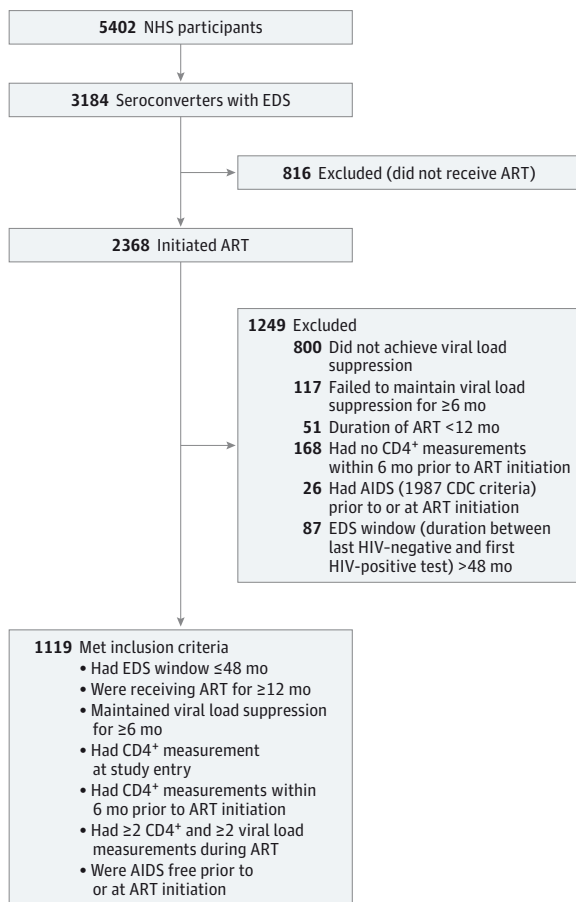 5402 NHS participants
3184 Seroconverters with EDS
816 Excluded (did not receive ART)
2368 Initiated ART
1249 Excluded
800 Did not achieve viral load
suppression
117 Failed to maintain viral load
suppression for ≥6 mo
51 Duration of ART <12 mo
168 Had no CD4⁺ measurements
within 6 mo prior to ART initiation
26 Had AIDS (1987 CDC criteria)
prior to or at ART initiation
87 EDS window (duration between
last HIV-negative and first
HIV-positive test) >48 mo
1119 Met inclusion criteria
• Had EDS window ≤48 mo
• Were receiving ART for ≥12 mo
• Maintained viral load suppression
for ≥6 mo
• Had CD4⁺ measurement
at study entry
• Had CD4⁺ measurements within
6 mo prior to ART initiation
• Had ≥2 CD4⁺ and ≥2 viral load
measurements during ART
• Were AIDS free prior to
or at ART initiation